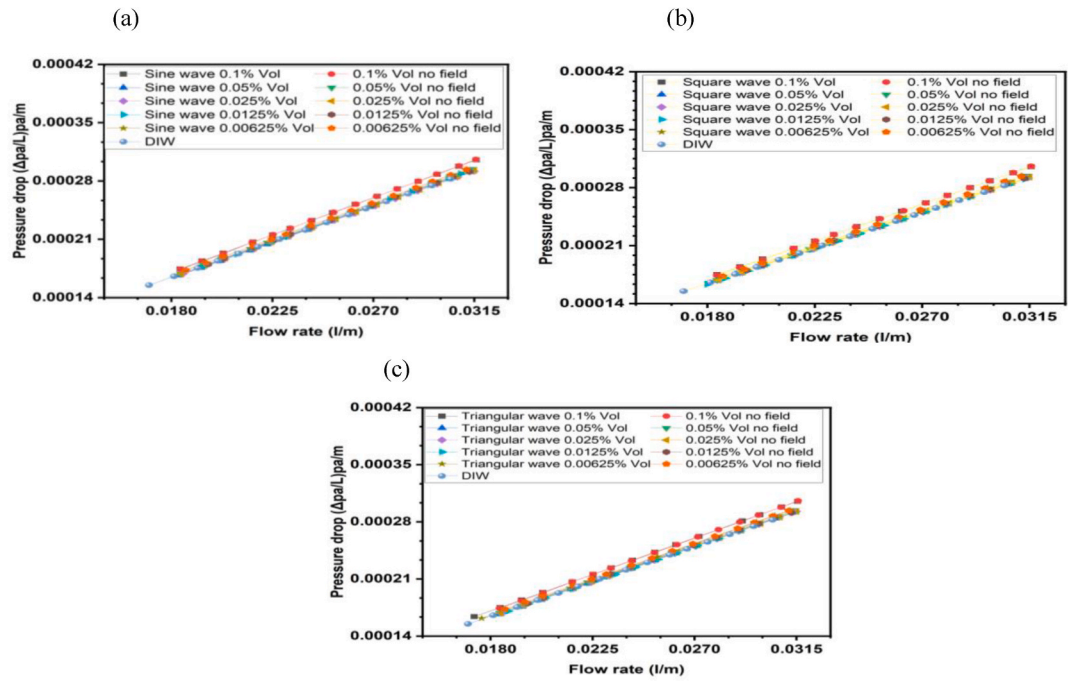 (a)
Pressure drop (Δpa/L)pa/m
0.00042
0.00035
0.00028
0.00021
0.00014
Sine wave 0.1% Vol
Sine wave 0.05% Vol
Sine wave 0.025% Vol
Sine wave 0.0125% Vol
Sine wave 0.00625% Vol
DIW
0.1% Vol no field
0.05% Vol no field
0.025% Vol no field
0.0125% Vol no field
0.00625% Vol no field
0.0180 0.0225 0.0270 0.0315
Flow rate (l/m)
(b)
Pressure drop (Δpa/L)pa/m
0.00042
0.00035
0.00028
0.00021
0.00014
Square wave 0.1% Vol
Square wave 0.05% Vol
Square wave 0.025% Vol
Square wave 0.0125% Vol
Square wave 0.00625% Vol
DIW
0.1% Vol no field
0.05% Vol no field
0.025% Vol no field
0.0125% Vol no field
0.00625% Vol no field
0.0180 0.0225 0.0270 0.0315
Flow rate (l/m)
(c)
Pressure drop (Δpa/L)pa/m
0.00042
0.00035
0.00028
0.00021
0.00014
Triangular wave 0.1% Vol
Triangular wave 0.05% Vol
Triangular wave 0.025% Vol
Triangular wave 0.0125% Vol
Triangular wave 0.00625% Vol
DIW
0.1% Vol no field
0.05% Vol no field
0.025% Vol no field
0.0125% Vol no field
0.00625% Vol no field
0.0180 0.0225 0.0270 0.0315
Flow rate (l/m)